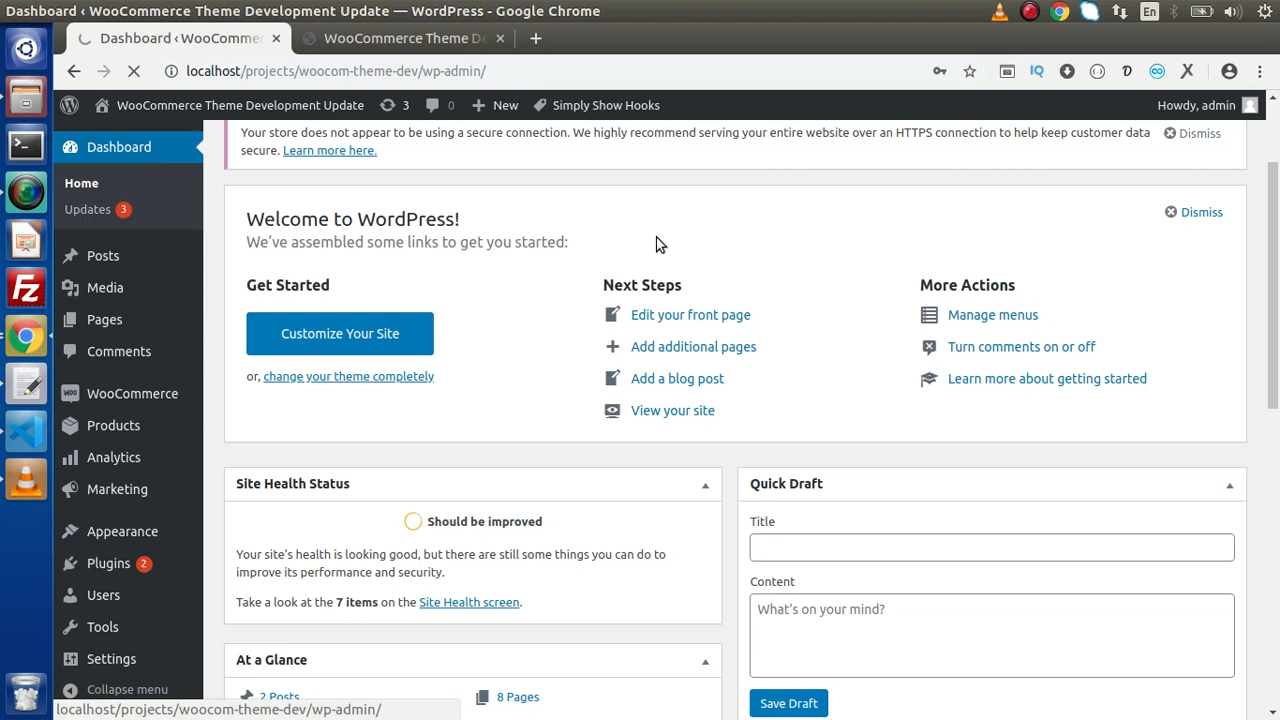 Dashboard ‹ WooCommerce Theme Development Update — WordPress - Google Chrome
En
Dashboard ‹ WooCommer
WooCommerce Theme De
localhost/projects/woocom-theme-dev/wp-admin/
IQ
WooCommerce Theme Development Update
3
0
New
Simply Show Hooks
Howdy, admin
Your store does not appear to be using a secure connection. We highly recommend serving your entire website over an HTTPS connection to help keep customer data
secure. Learn more here.
Dismiss
Dashboard
Home
Updates 3
Posts
Media
Pages
Comments
WooCommerce
Products
Analytics
Marketing
Appearance
Plugins 2
Users
Tools
Settings
Collapse menu
Welcome to WordPress!
Dismiss
We've assembled some links to get you started:
Get Started
Customize Your Site
or, change your theme completely
Next Steps
Edit your front page
Add additional pages
Add a blog post
View your site
More Actions
Manage menus
Turn comments on or off
Learn more about getting started
Site Health Status
Should be improved
Your site's health is looking good, but there are still some things you can do to
improve its performance and security.
Take a look at the 7 items on the Site Health screen.
At a Glance
2 Posts
8 Pages
Quick Draft
Title
Content
What's on your mind?
Save Draft
localhost/projects/woocom-theme-dev/wp-admin/